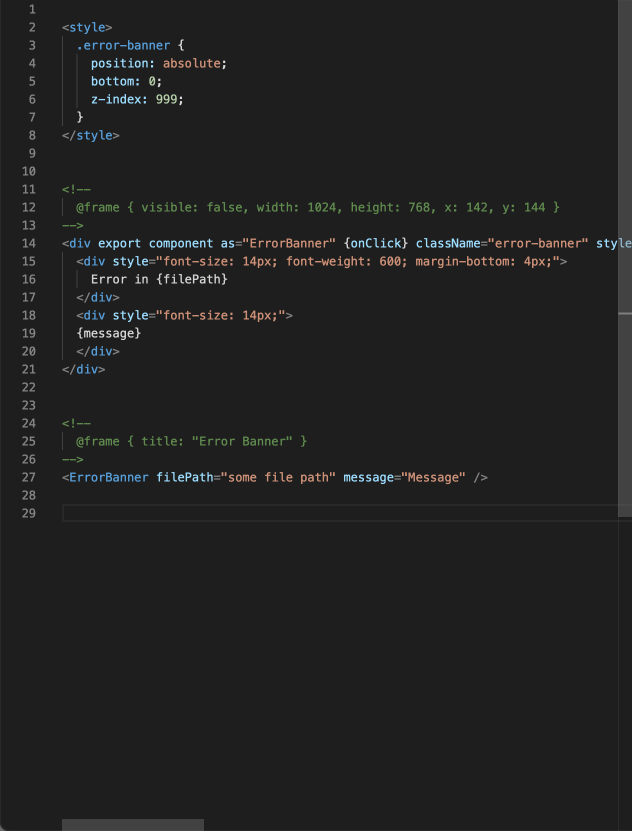 1
2 <style>
3 .error-banner {
4 position: absolute;
5 bottom: 0;
6 z-index: 999;
7 }
8 </style>
9
10
11 <!--
12 @frame { visible: false, width: 1024, height: 768, x: 142, y: 144 }
13 -->
14 <div export component as="ErrorBanner" {onClick} className="error-banner" style
15 <div style="font-size: 14px; font-weight: 600; margin-bottom: 4px;">
16 Error in {filePath}
17 </div>
18 <div style="font-size: 14px;">
19 {message}
20 </div>
21 </div>
22
23
24 <!--
25 @frame { title: "Error Banner" }
26 -->
27 <ErrorBanner filePath="some file path" message="Message" />
28
29